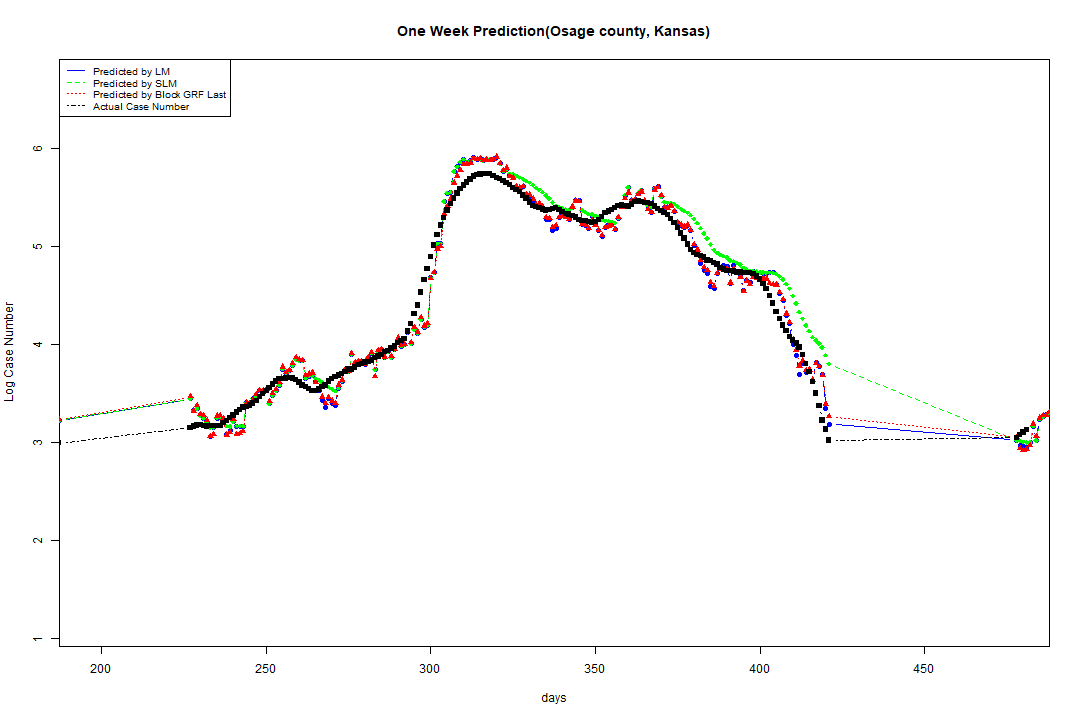 One Week Prediction(Osage county, Kansas)
Predicted by LM
Predicted by SLM
Predicted by Block GRF Last
Actual Case Number
6
5
4
3
2
1
Log Case Number
200 250 300 350 400 450
days